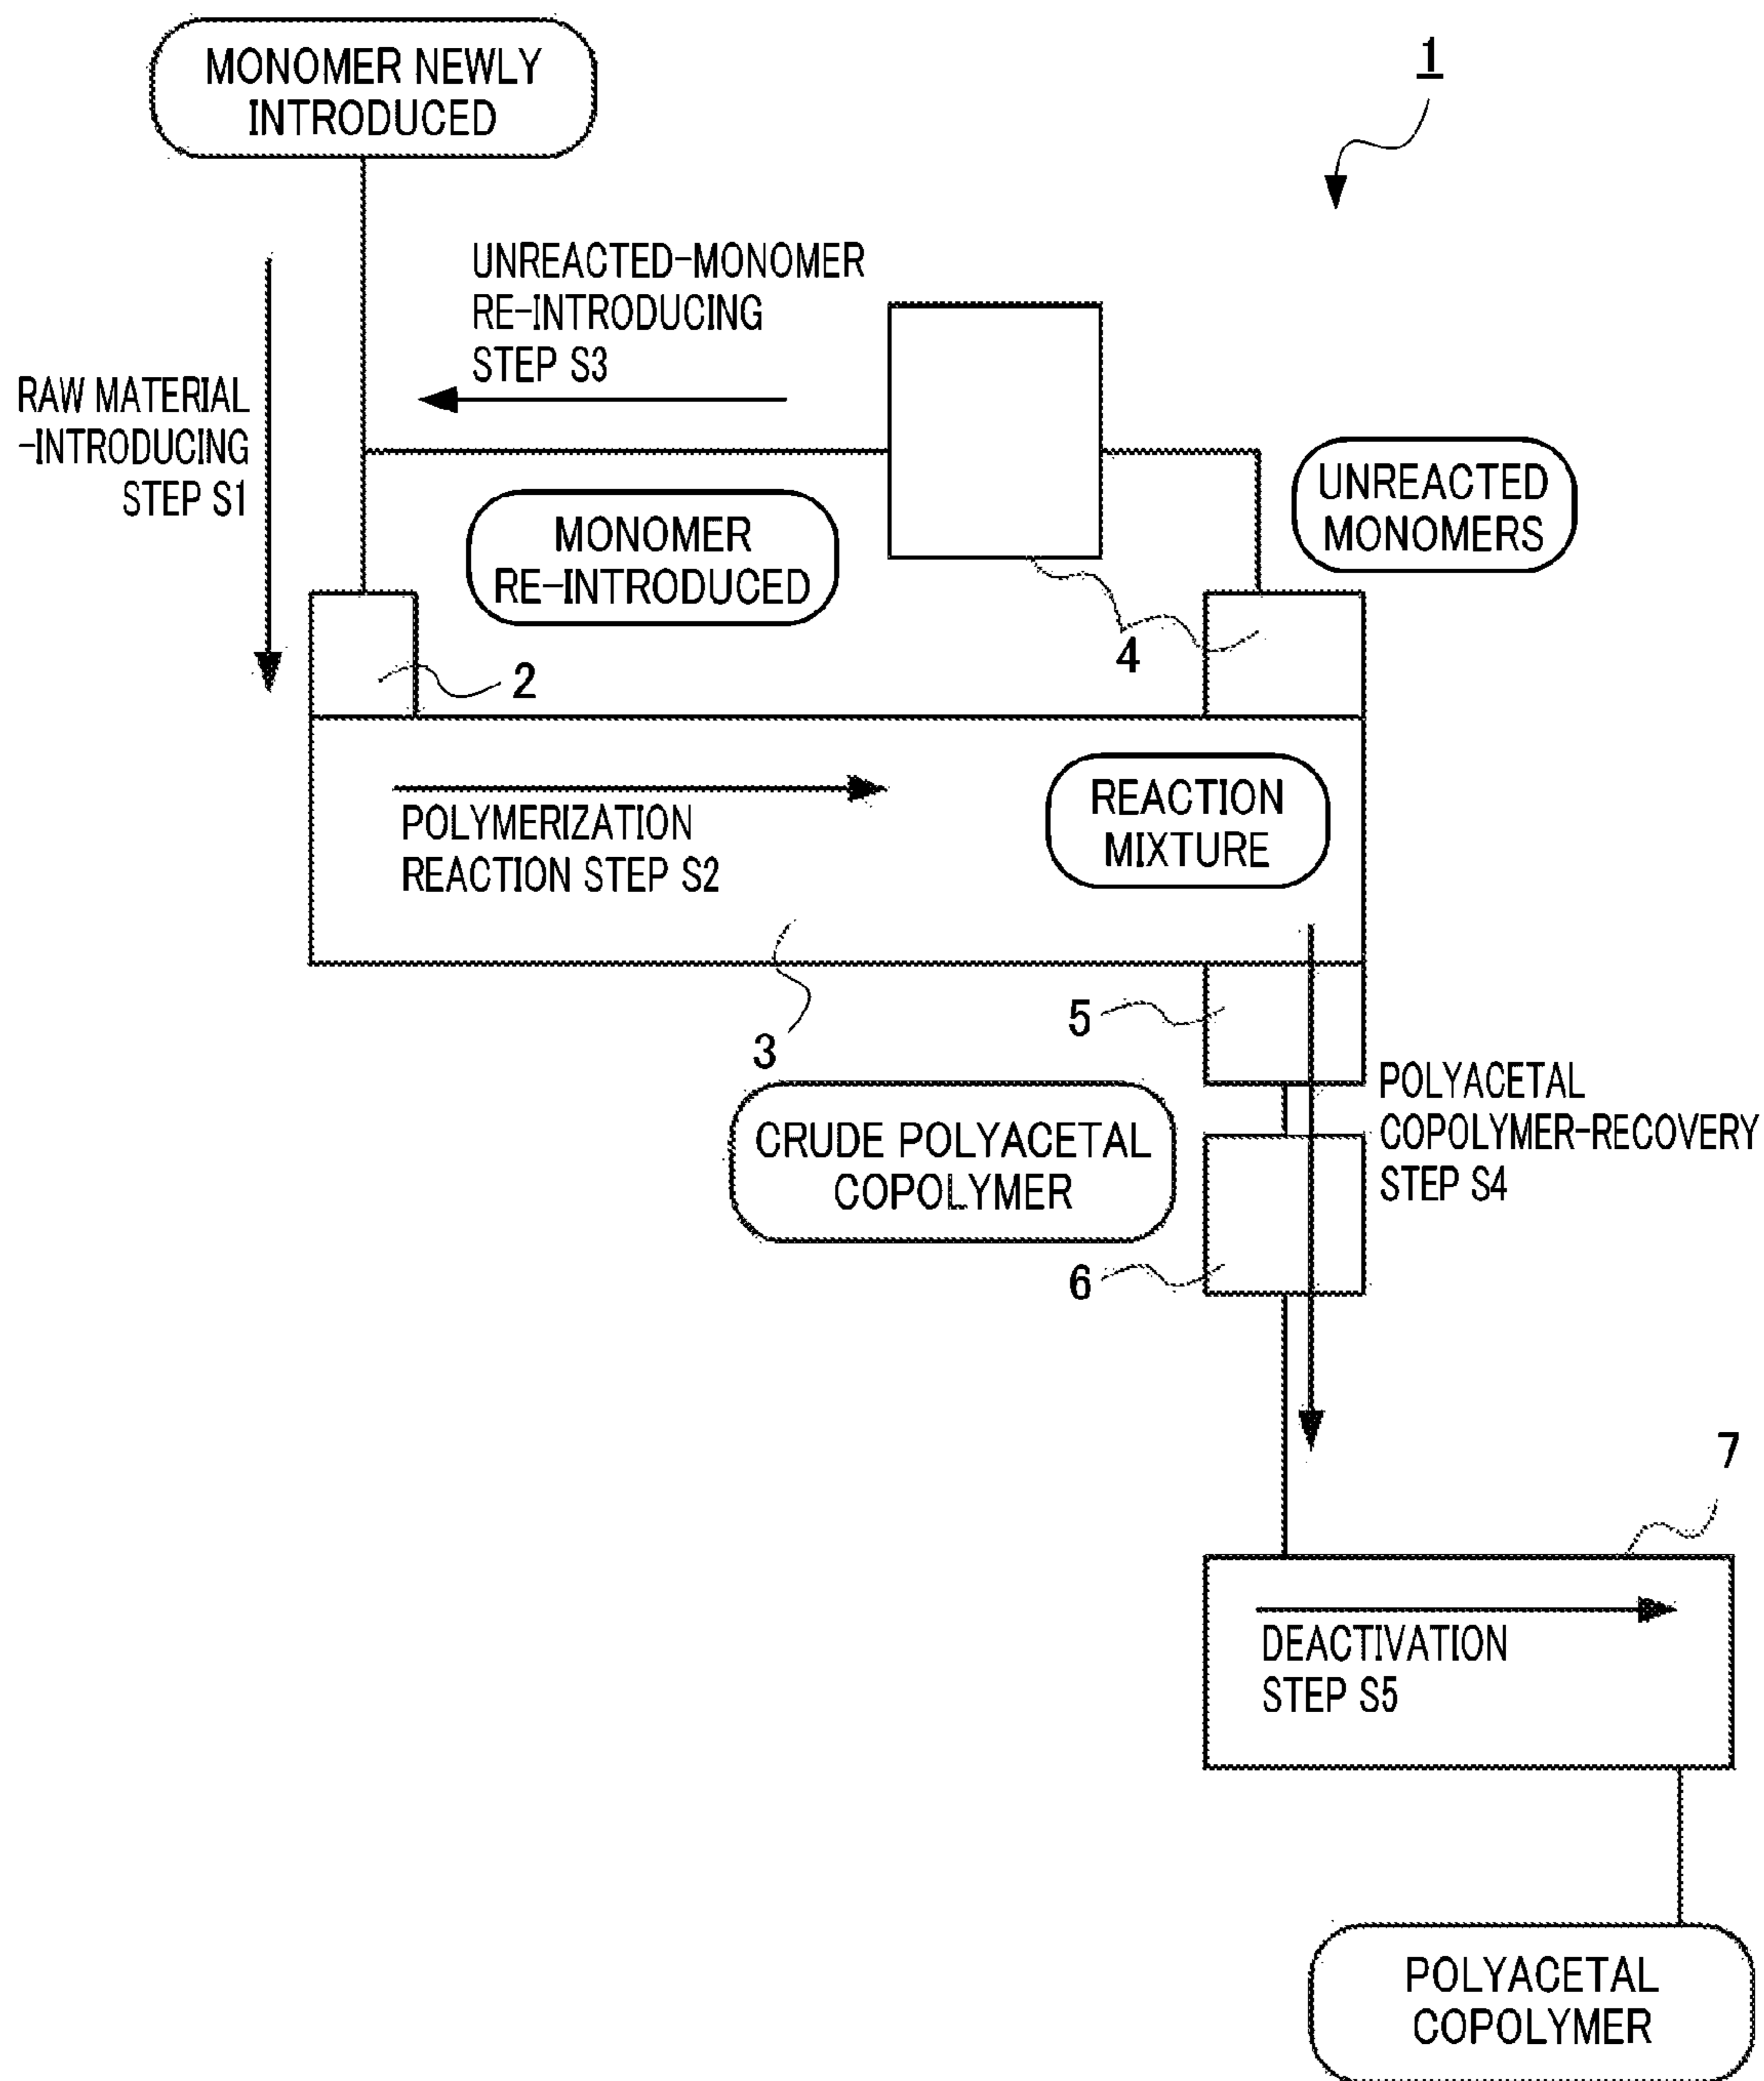 MONOMER NEWLY
INTRODUCED
1
UNREACTED-MONOMER
RE-INTRODUCING
STEP S3
RAW MATERIAL
-INTRODUCING
STEP S1
UNREACTED
MONOMERS
MONOMER
RE-INTRODUCED
4
2
POLYMERIZATION
REACTION STEP S2
REACTION
MIXTURE
5
3
POLYACETAL
COPOLYMER-RECOVERY
STEP S4
CRUDE POLYACETAL
COPOLYMER
6
7
DEACTIVATION
STEP S5
POLYACETAL
COPOLYMER